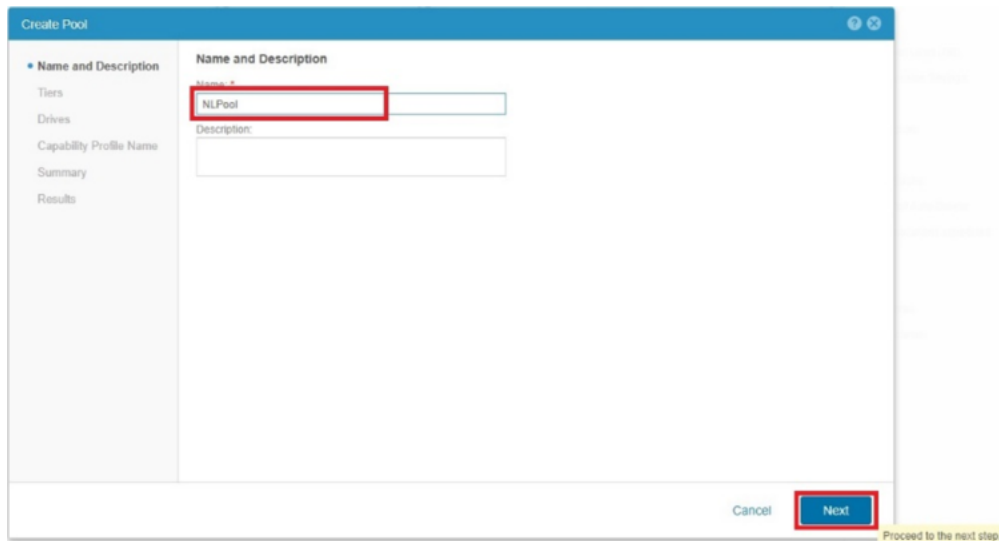 Create Pool
Name and Description
Tiers
Drives
Capability Profile Name
Summary
Results
Name and Description
Name: *
NLPool
Description:
Cancel
Next
Proceed to the next step